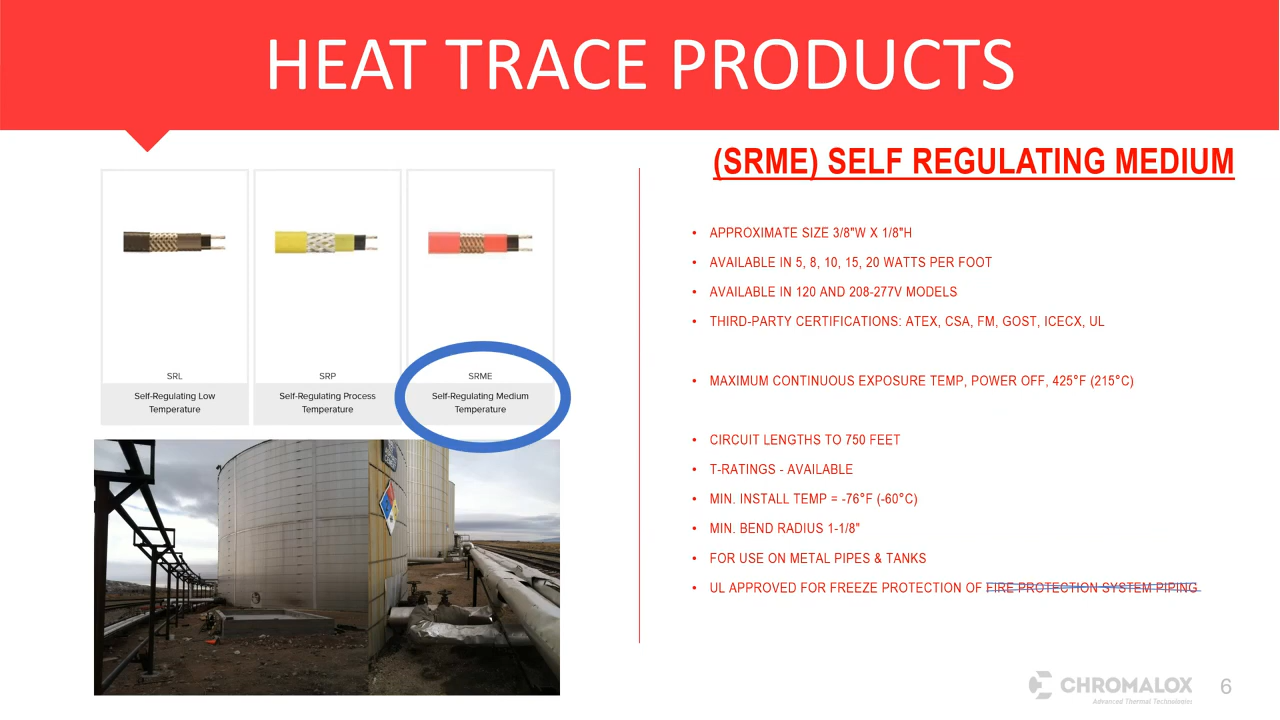 HEAT TRACE PRODUCTS
SRL
Self-Regulating Low
Temperature
SRP
Self-Regulating Process
Temperature
SRME
Self-Regulating Medium
Temperature
(SRME) SELF REGULATING MEDIUM
• APPROXIMATE SIZE 3/8"W X 1/8"H
• AVAILABLE IN 5, 8, 10, 15, 20 WATTS PER FOOT
• AVAILABLE IN 120 AND 208-277V MODELS
• THIRD-PARTY CERTIFICATIONS: ATEX, CSA, FM, GOST, ICECX, UL
• MAXIMUM CONTINUOUS EXPOSURE TEMP, POWER OFF, 425°F (215°C)
• CIRCUIT LENGTHS TO 750 FEET
• T-RATINGS - AVAILABLE
• MIN. INSTALL TEMP = -76°F (-60°C)
• MIN. BEND RADIUS 1-1/8"
• FOR USE ON METAL PIPES & TANKS
• UL APPROVED FOR FREEZE PROTECTION OF FIRE PROTECTION SYSTEM PIPING
CHROMALOX
Advanced Thermal Technologies
6